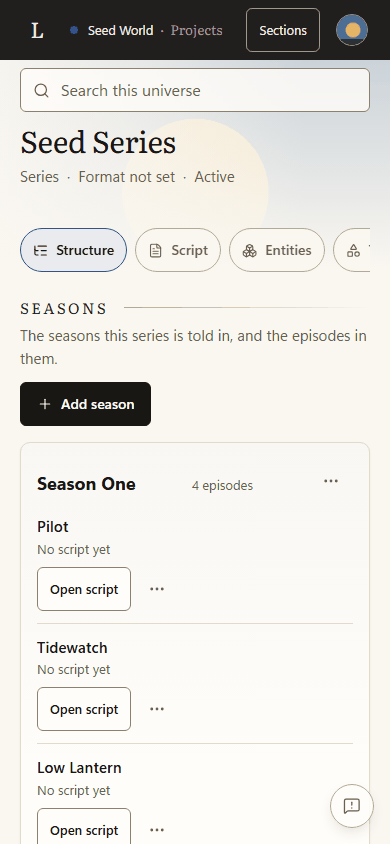 L
Seed World · Projects
Sections
Search this universe
Seed Series
Series · Format not set · Active
Structure
Script
Entities
SEASONS
The seasons this series is told in, and the episodes in
them.
Add season
Season One
4 episodes
Pilot
No script yet
Open script
Tidewatch
No script yet
Open script
Low Lantern
No script yet
Open script